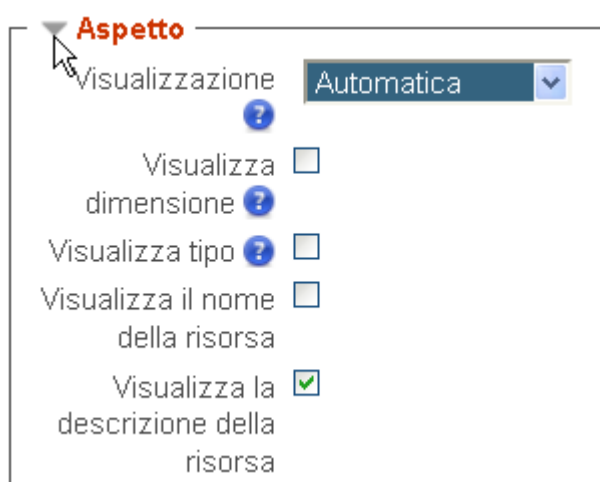 Aspetto
Visualizzazione Automatica
?
Visualizza
dimensione ?
Visualizza tipo ?
Visualizza il nome
della risorsa
Visualizza la
descrizione della
risorsa